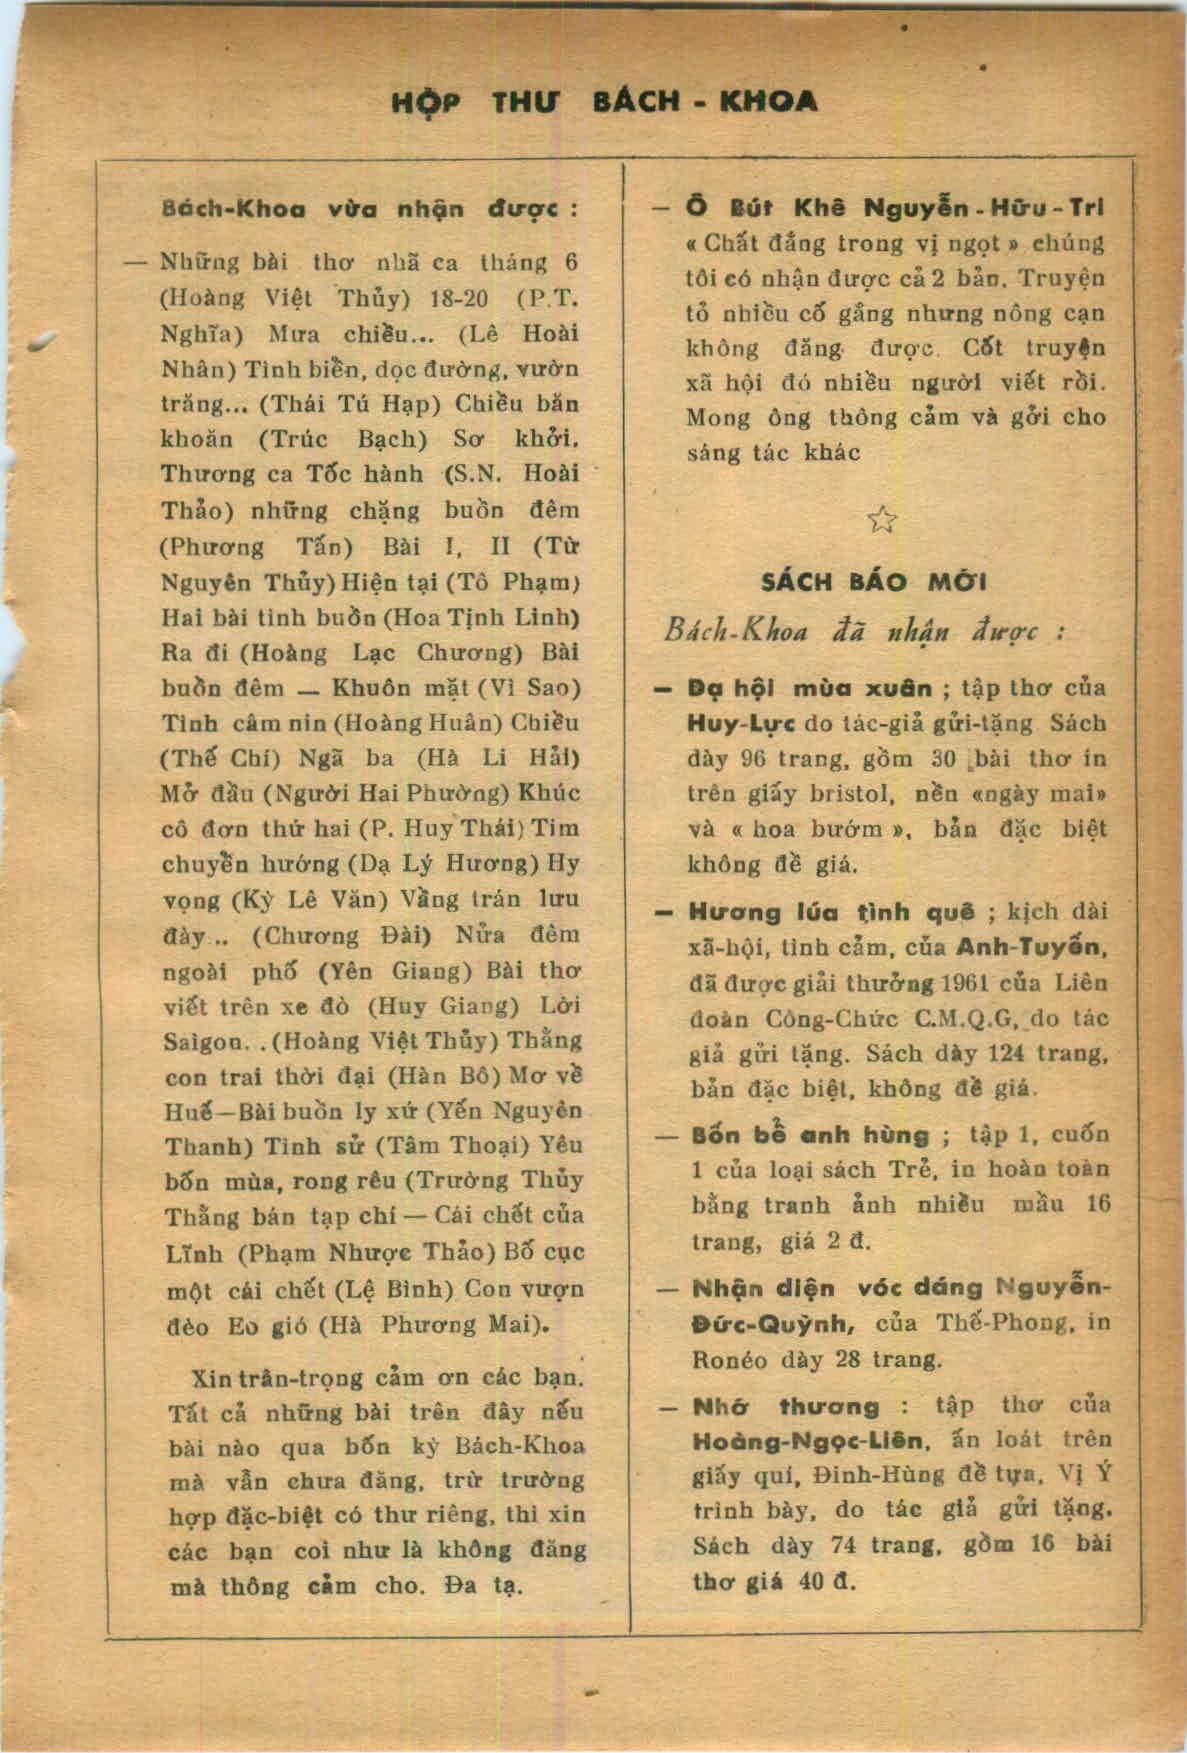 HỘP THƯ BÁCH - KHOA
Bách-Khoa vừa nhận được :
— Những bài thơ nhã ca tháng 6
(Hoàng Việt Thủy) 18-20 (P.T.
Nghĩa) Mưa chiều... (Lê Hoài
Nhân) Tình biển, dọc đường, vườn
trăng... (Thái Tú Hạp) Chiều băn
khoăn (Trúc Bạch) Sơ khởi,
Thương ca Tốc hành (S.N. Hoài
Thảo) những chặng buồn đêm
(Phương Tấn) Bài I, II (Từ
Nguyên Thủy) Hiện tại (Tô Phạm)
Hai bài tình buồn (Hoa Tịnh Linh)
Ra đi (Hoàng Lạc Chương) Bài
buồn đêm — Khuôn mặt (Vì Sao)
Tình câm nín (Hoàng Huân) Chiều
(Thế Chí) Ngã ba (Hà Li Hải)
Mở đầu (Người Hai Phường) Khúc
cô đơn thứ hai (P. Huy Thái) Tim
chuyển hướng (Dạ Lý Hương) Hy
vọng (Kỳ Lê Văn) Vầng trán lưu
đày... (Chương Đài) Nửa đêm
ngoài phố (Yên Giang) Bài thơ
viết trên xe đò (Huy Giang) Lời
Saigon. . (Hoàng Việt Thủy) Thằng
con trai thời đại (Hàn Bô) Mơ về
Huế—Bài buồn ly xứ (Yến Nguyên
Thanh) Tình sử (Tâm Thoại) Yêu
bốn mùa, rong rêu (Trường Thủy
Thằng bán tạp chí — Cái chết của
Lĩnh (Phạm Nhược Thảo) Bố cục
một cái chết (Lệ Bình) Con vượn
đèo Eo gió (Hà Phương Mai).
Xin trân-trọng cảm ơn các bạn.
Tất cả những bài trên đây nếu
bài nào qua bốn kỳ Bách-Khoa
mà vẫn chưa đăng, trừ trường
hợp đặc-biệt có thư riêng, thì xin
các bạn coi như là không đăng
mà thông cảm cho. Đa tạ.
— Ô Bút Khê Nguyễn - Hữu - Trí
« Chất đắng trong vị ngọt » chúng
tôi có nhận được cả 2 bản. Truyện
tỏ nhiều cố gắng nhưng nông cạn
không đăng được. Cốt truyện
xã hội đó nhiều người viết rồi.
Mong ông thông cảm và gởi cho
sáng tác khác
SÁCH BÁO MỚI
Bách-Khoa đã nhận được :
— Dạ hội mùa xuân ; tập thơ của
Huy-Lực do tác-giả gửi-tặng Sách
dày 96 trang, gồm 30 bài thơ in
trên giấy bristol, nền «ngày mai»
và « hoa bướm », bản đặc biệt
không đề giá.
— Hương lúa tình quê ; kịch dài
xã-hội, tình cảm, của Anh-Tuyến,
đã được giải thưởng 1961 của Liên
đoàn Công-Chức C.M.Q.G, do tác
giả gửi tặng. Sách dày 124 trang,
bản đặc biệt, không đề giá.
— Bốn bể anh hùng ; tập 1, cuốn
1 của loại sách Trẻ, in hoàn toàn
bằng tranh ảnh nhiều mầu 16
trang, giá 2 đ.
— Nhận diện vóc dáng Nguyễn-
Đức-Quỳnh, của Thế-Phong, in
Ronéo dày 28 trang.
— Nhớ thương : tập thơ của
Hoàng-Ngọc-Liên, ấn loát trên
giấy quí, Đinh-Hùng đề tựa, Vị Ý
trình bày, do tác giả gửi tặng.
Sách dày 74 trang, gồm 16 bài
thơ giá 40 đ.